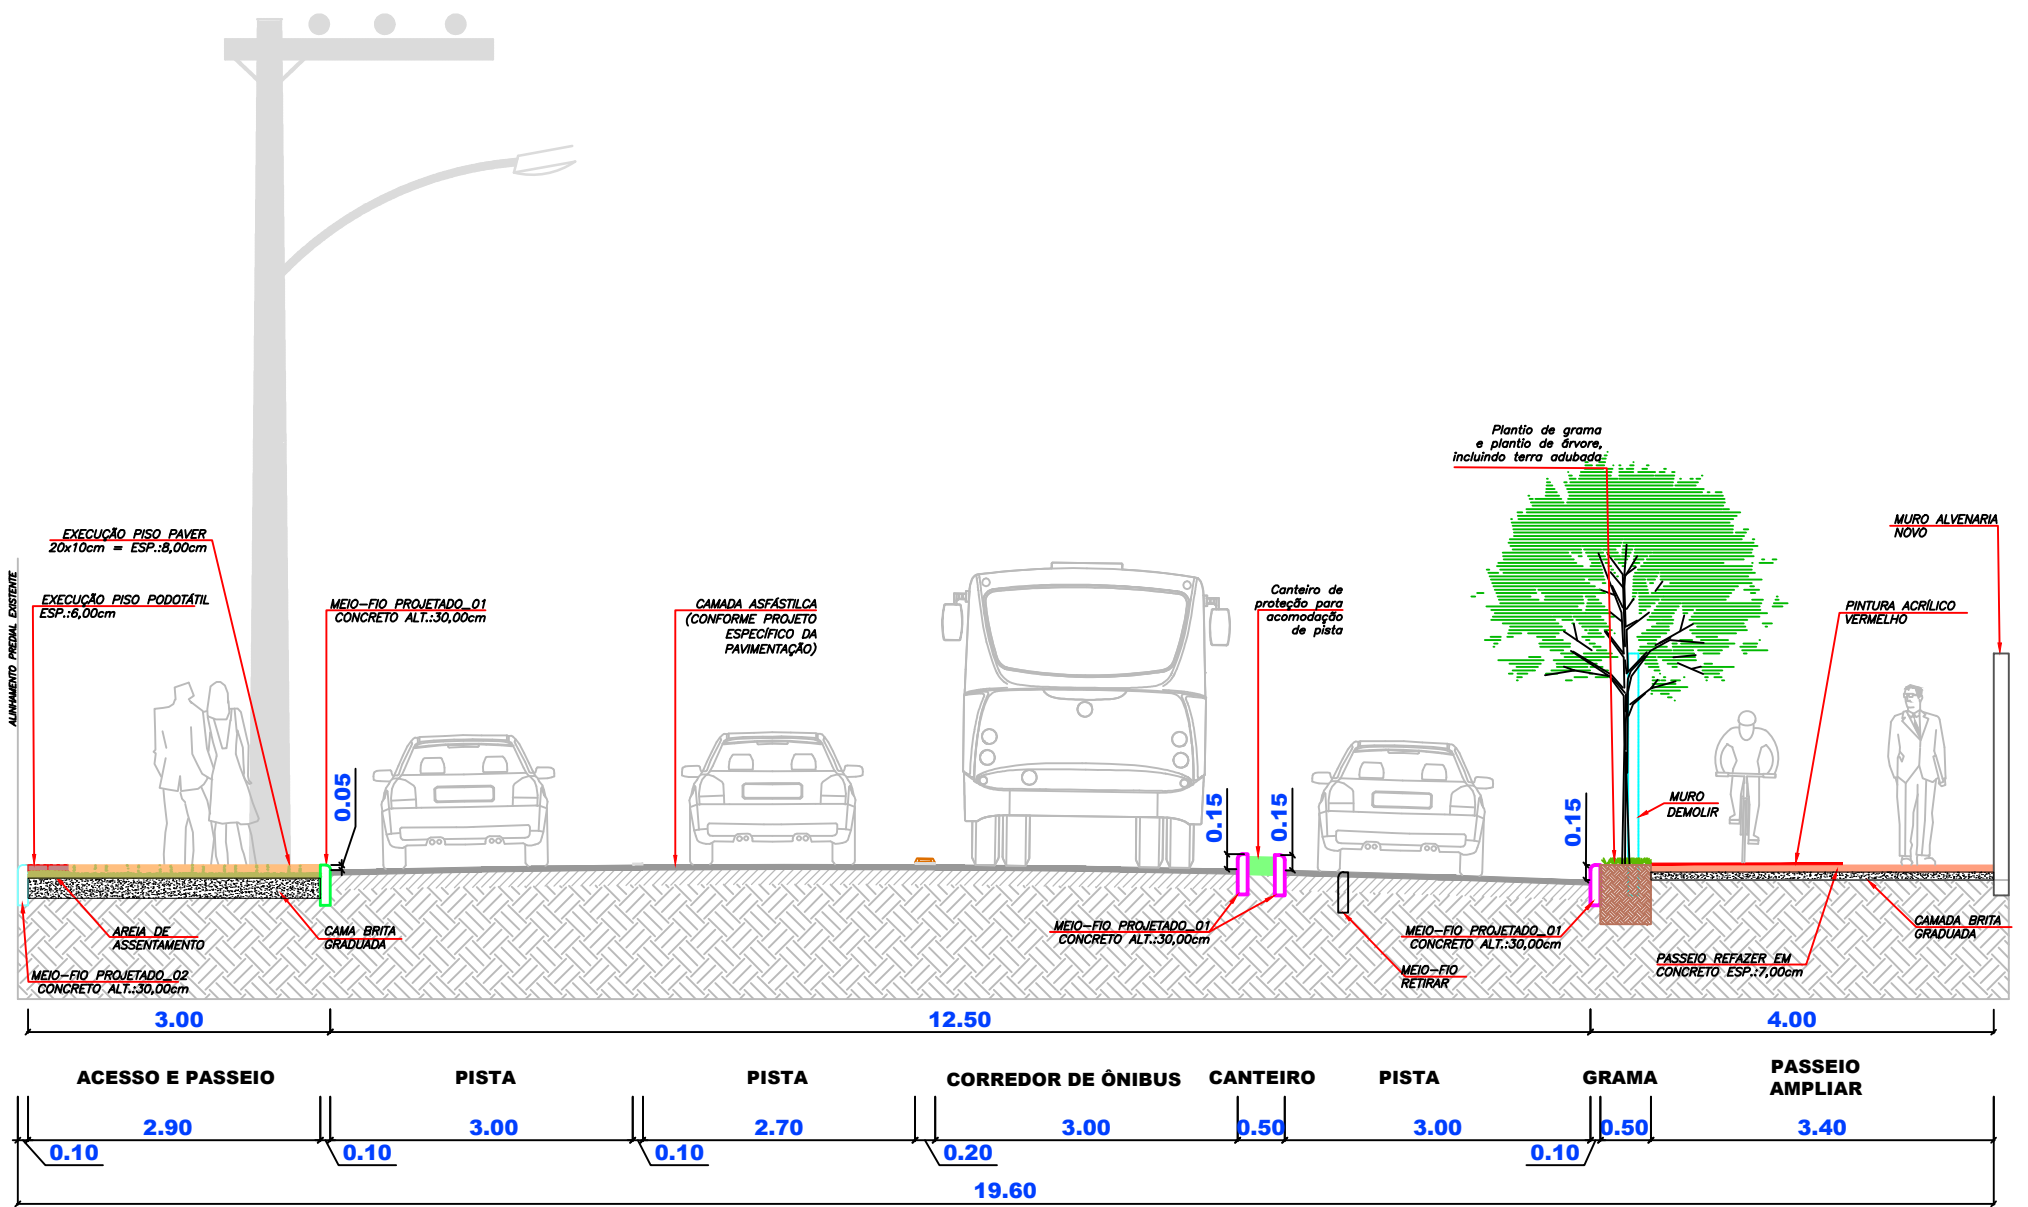 Plantio de grama
e plantio de árvore,
incluindo terra adubada
MURO ALVENARIA
NOVO
EXECUÇÃO PISO PAVER
20x10cm = ESP.:8,00cm
ALINHAMENTO PREDIAL EXISTENTE
EXECUÇÃO PISO PODOTÁTIL
ESP.:6,00cm
MEIO-FIO PROJETADO_01
CONCRETO ALT.:30,00cm
CAMADA ASFÁSTILCA
(CONFORME PROJETO
ESPECÍFICO DA
PAVIMENTAÇÃO)
Canteiro de
proteção para
acomodação
de pista
PINTURA ACRÍLICO
VERMELHO
0.05
0.15
0.15
0.15
MURO
DEMOLIR
AREIA DE
ASSENTAMENTO
CAMA BRITA
GRADUADA
MEIO-FIO PROJETADO_01
CONCRETO ALT.:30,00cm
MEIO-FIO PROJETADO_01
CONCRETO ALT.:30,00cm
CAMADA BRITA
GRADUADA
MEIO-FIO PROJETADO_02
CONCRETO ALT.:30,00cm
MEIO-FIO
RETIRAR
PASSEIO REFAZER EM
CONCRETO ESP.:7,00cm
3.00
12.50
4.00
ACESSO E PASSEIO
PISTA
PISTA
CORREDOR DE ÔNIBUS
CANTEIRO
PISTA
GRAMA
PASSEIO
AMPLIAR
2.90
3.00
2.70
3.00
0.50
3.00
0.50
3.40
0.10
0.10
0.10
0.20
0.10
19.60